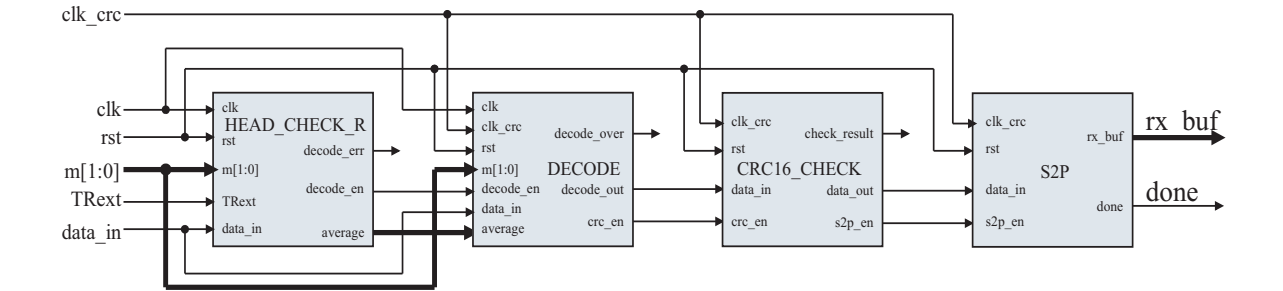 clk_crc
clk
rst
m[1:0]
TRext
data_in
clk
HEAD_CHECK_R
rst
decode_err
m[1:0]
decode_en
TRext
data_in
average
clk
clk_crc
decode_over
rst
m[1:0]
DECODE
decode_en
decode_out
data_in
crc_en
average
clk_crc
check_result
rst
CRC16_CHECK
data_in
data_out
crc_en
s2p_en
clk_crc
rx_buf
rst
S2P
data_in
done
s2p_en
rx_buf
done